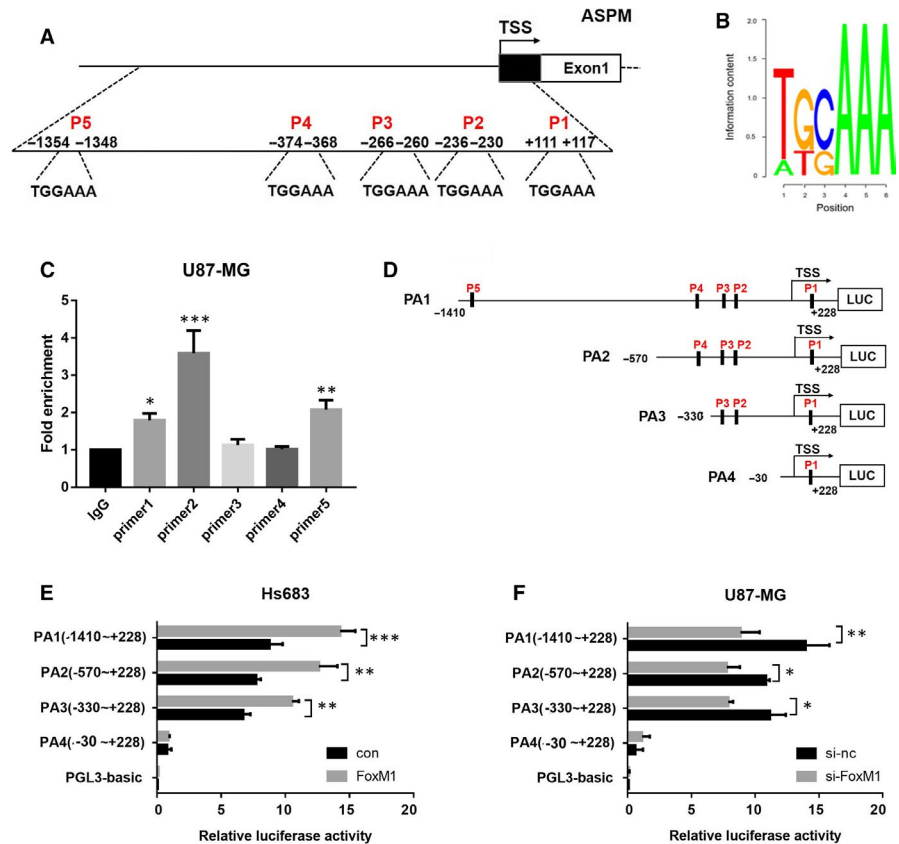 A
ASPM
TSS
Exon1
P5 P4 P3 P2 P1
−1354 −1348 −374 −368 −266 −260 −236 −230 +111 +117
TGGAAA TGGAAA TGGAAA TGGAAA TGGAAA
B
Information content
2.0
1.5
1.0
0.5
0
T G C A A A
A T G
1 2 3 4 5 6
Position
C
U87-MG
Fold enrichment
5
4
3
2
1
0
* *** **
IgG primer1 primer2 primer3 primer4 primer5
D
TSS
P5 P4 P3 P2 P1
PA1 LUC
−1410 +228
TSS
P4 P3 P2 P1
PA2 −570 LUC
+228
TSS
P3 P2 P1
PA3 −330 LUC
+228
TSS
P1
PA4 −30 LUC
+228
E
Hs683
PA1(-1410~+228) ***
PA2(-570~+228) **
PA3(-330~+228) **
PA4(-30~+228)
PGL3-basic
con
FoxM1
0 5 10 15 20
Relative luciferase activity
F
U87-MG
PA1(-1410~+228) **
PA2(-570~+228) *
PA3(-330~+228) *
PA4(-30~+228)
PGL3-basic
si-nc
si-FoxM1
0 5 10 15 20
Relative luciferase activity